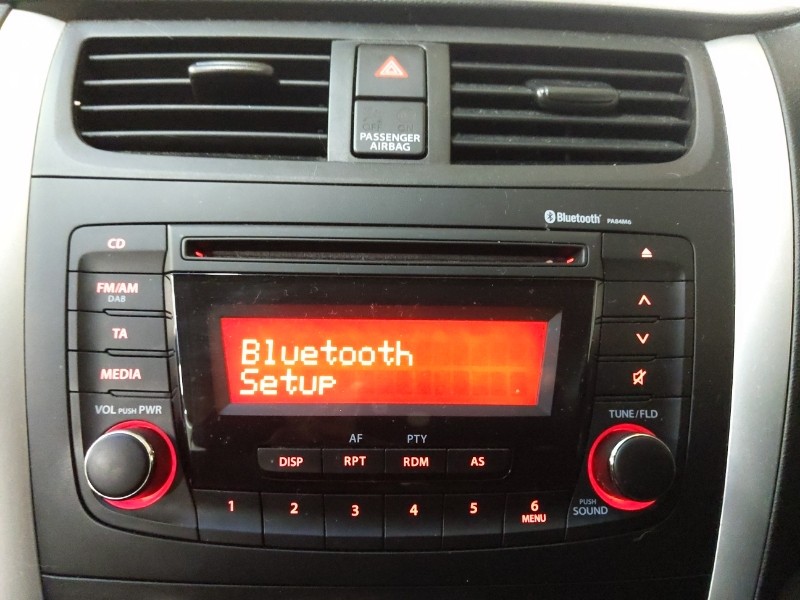 PASSENGER
AIRBAG
Bluetooth PA84M6
CD
FM/AM
DAB
TA
MEDIA
VOL PUSH PWR
Bluetooth
Setup
AF PTY
DISP RPT RDM AS
TUNE/FLD
PUSH
SOUND
1 2 3 4 5 6
MENU